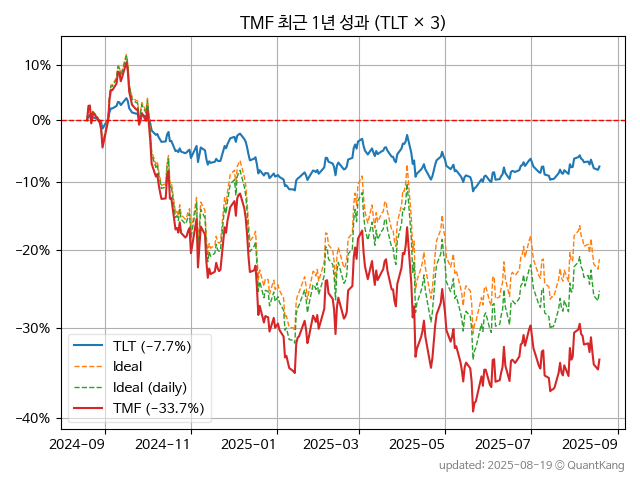 TMF 최근 1년 성과 (TLT × 3)
10%
0%
−10%
−20%
−30%
−40%
TLT (−7.7%)
Ideal
Ideal (daily)
TMF (−33.7%)
2024-09 2024-11 2025-01 2025-03 2025-05 2025-07 2025-09
updated: 2025-08-19 © QuantKang